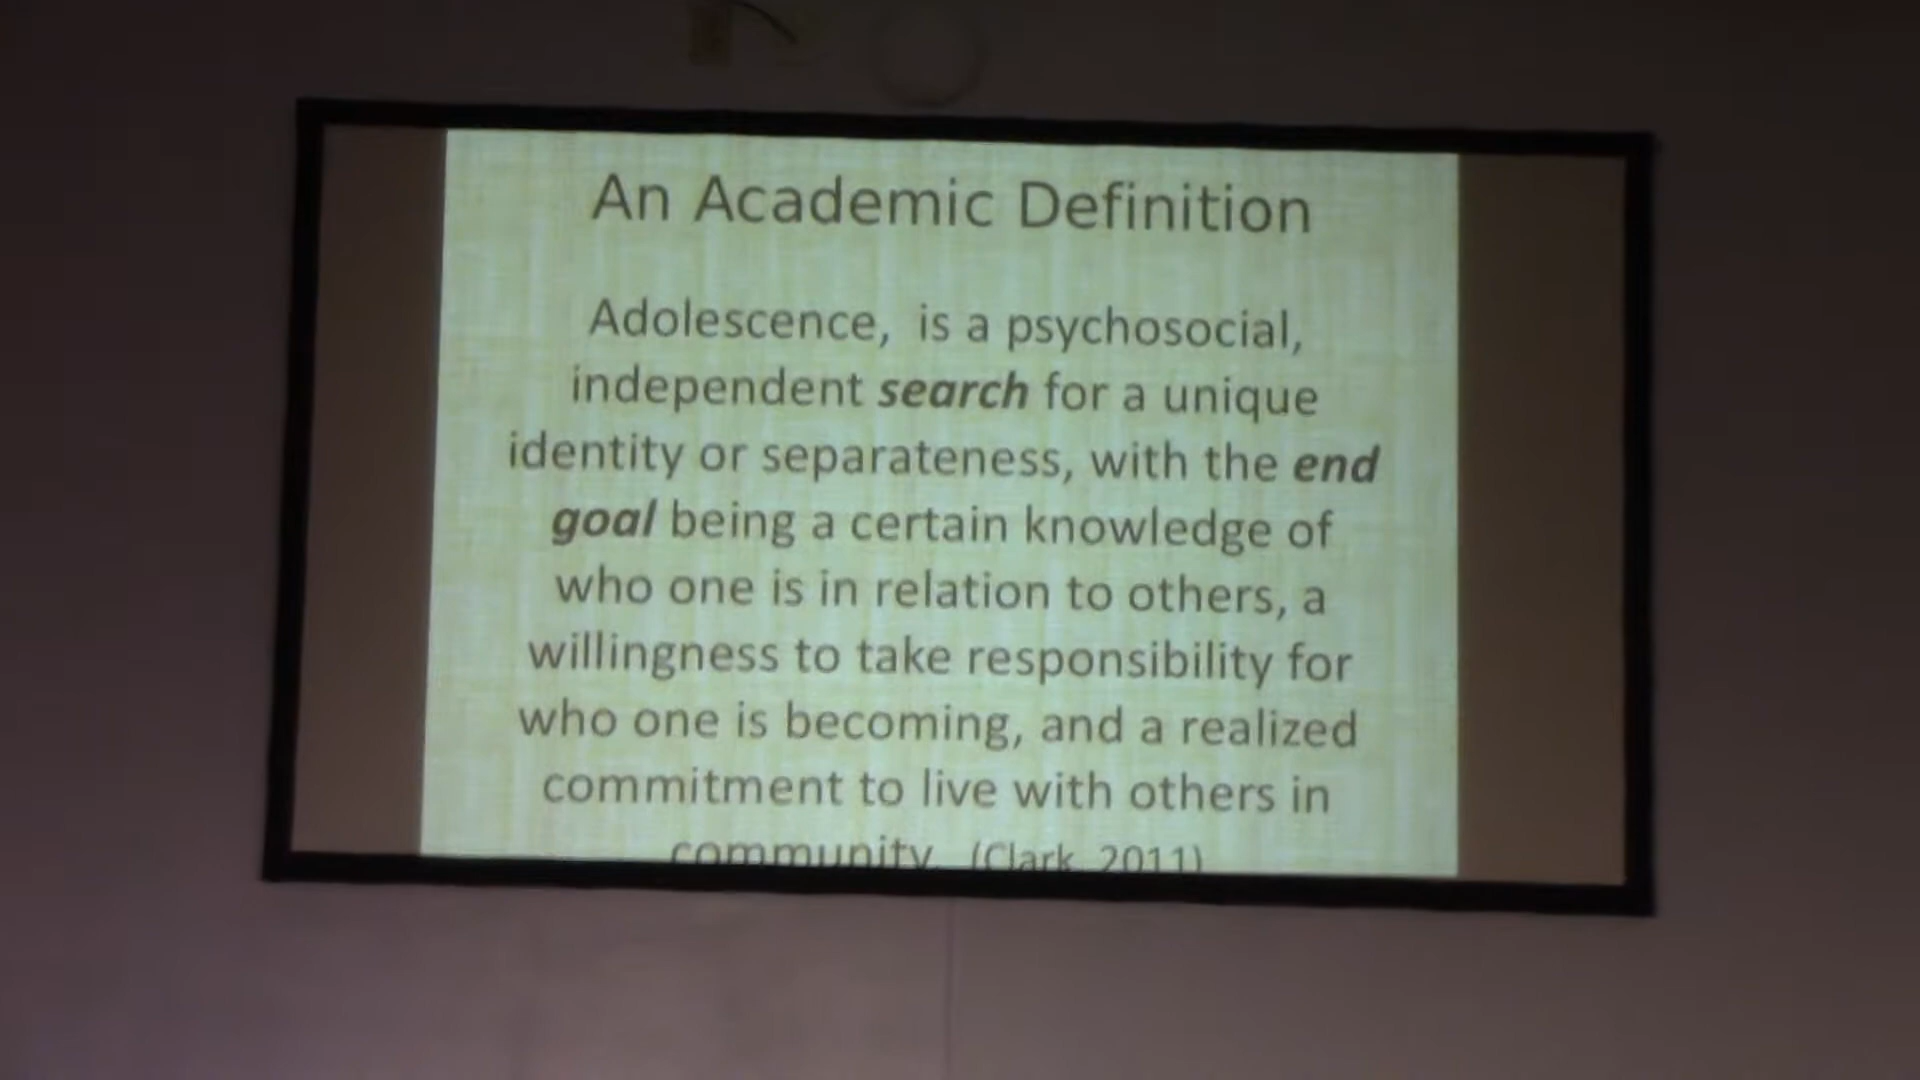 An Academic Definition
Adolescence, is a psychosocial,
independent search for a unique
identity or separateness, with the end
goal being a certain knowledge of
who one is in relation to others, a
willingness to take responsibility for
who one is becoming, and a realized
commitment to live with others in
community. (Clark, 2011)